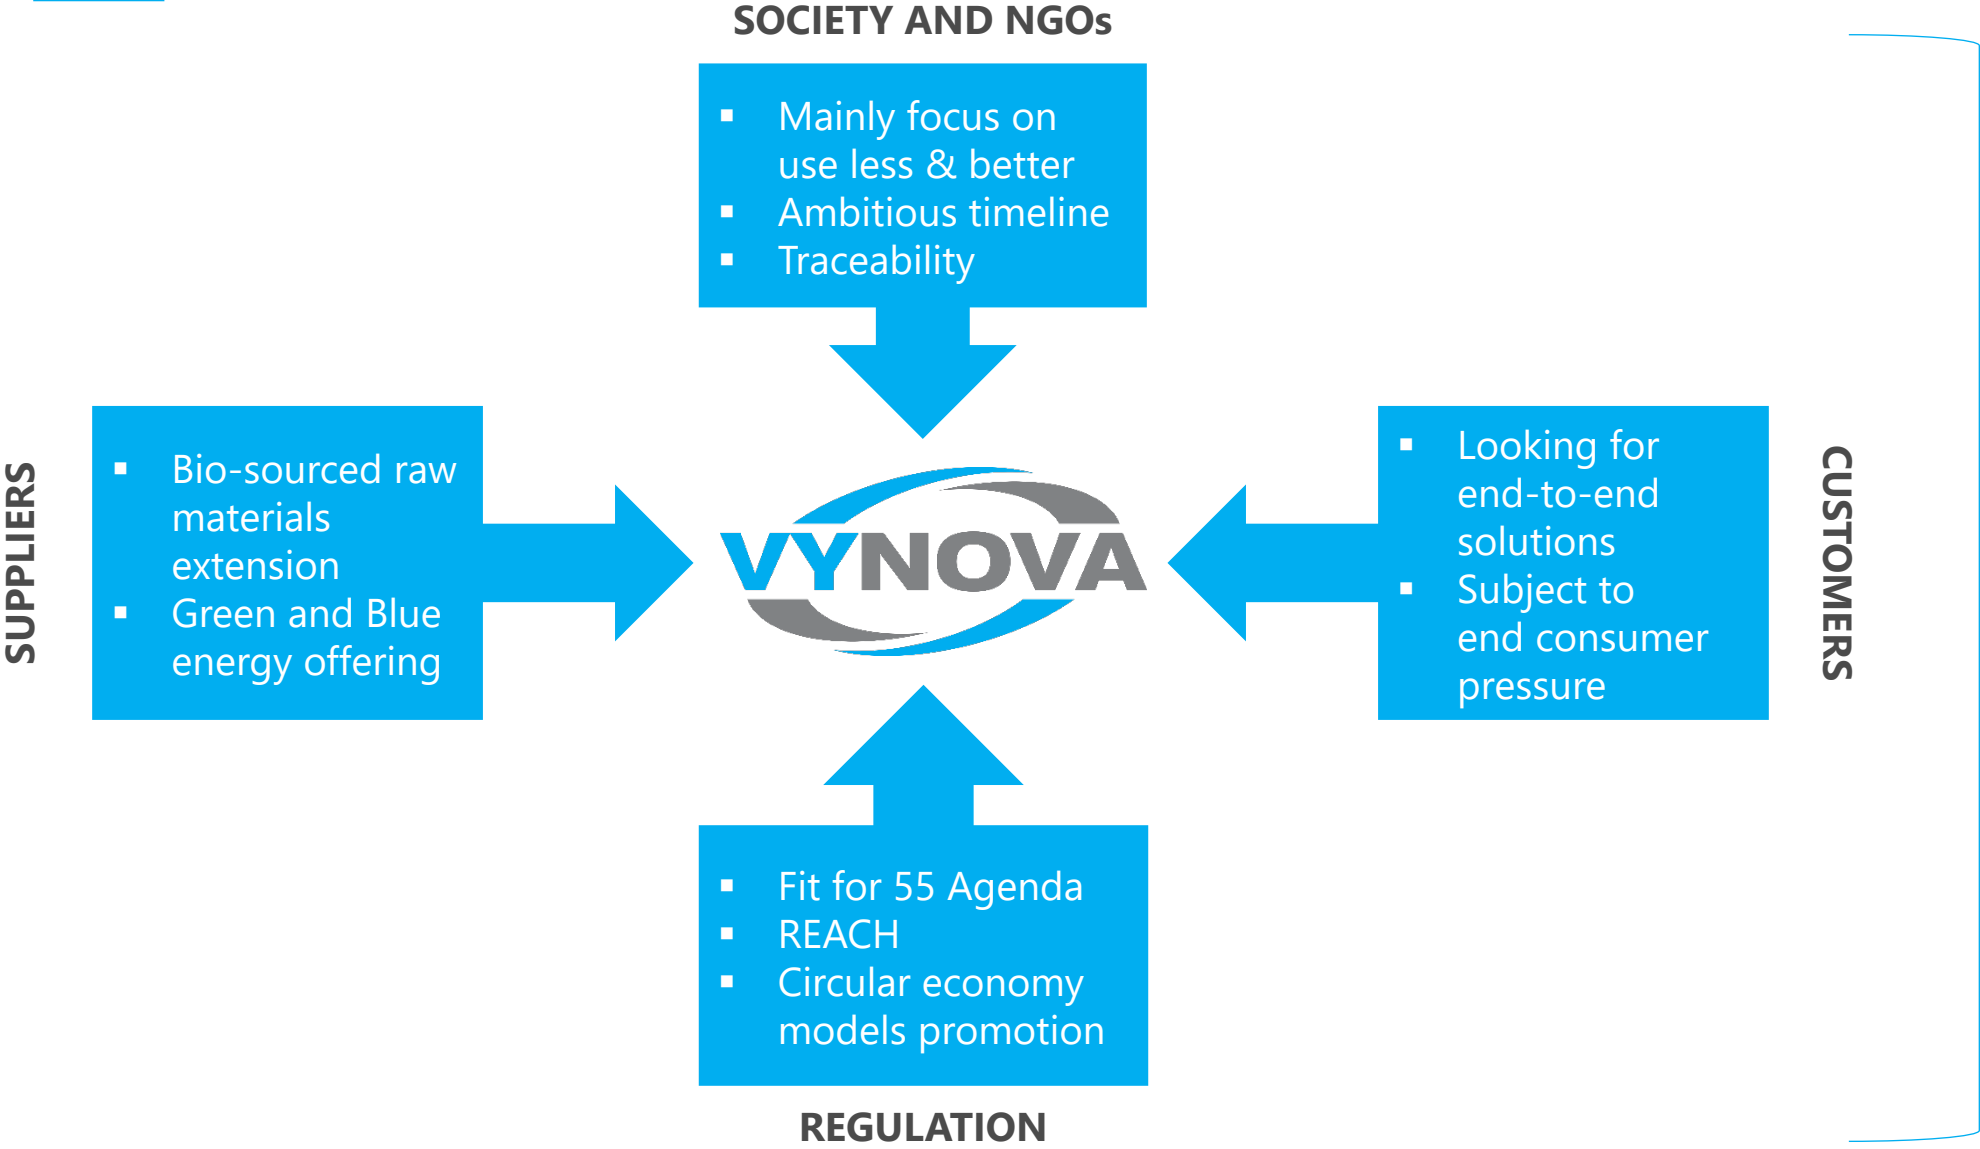 SOCIETY AND NGOs
▪ Mainly focus on
use less & better
▪ Ambitious timeline
▪ Traceability
SUPPLIERS
▪ Bio-sourced raw
materials
extension
▪ Green and Blue
energy offering
VYNOVA
▪ Looking for
end-to-end
solutions
▪ Subject to
end consumer
pressure
CUSTOMERS
▪ Fit for 55 Agenda
▪ REACH
▪ Circular economy
models promotion
REGULATION